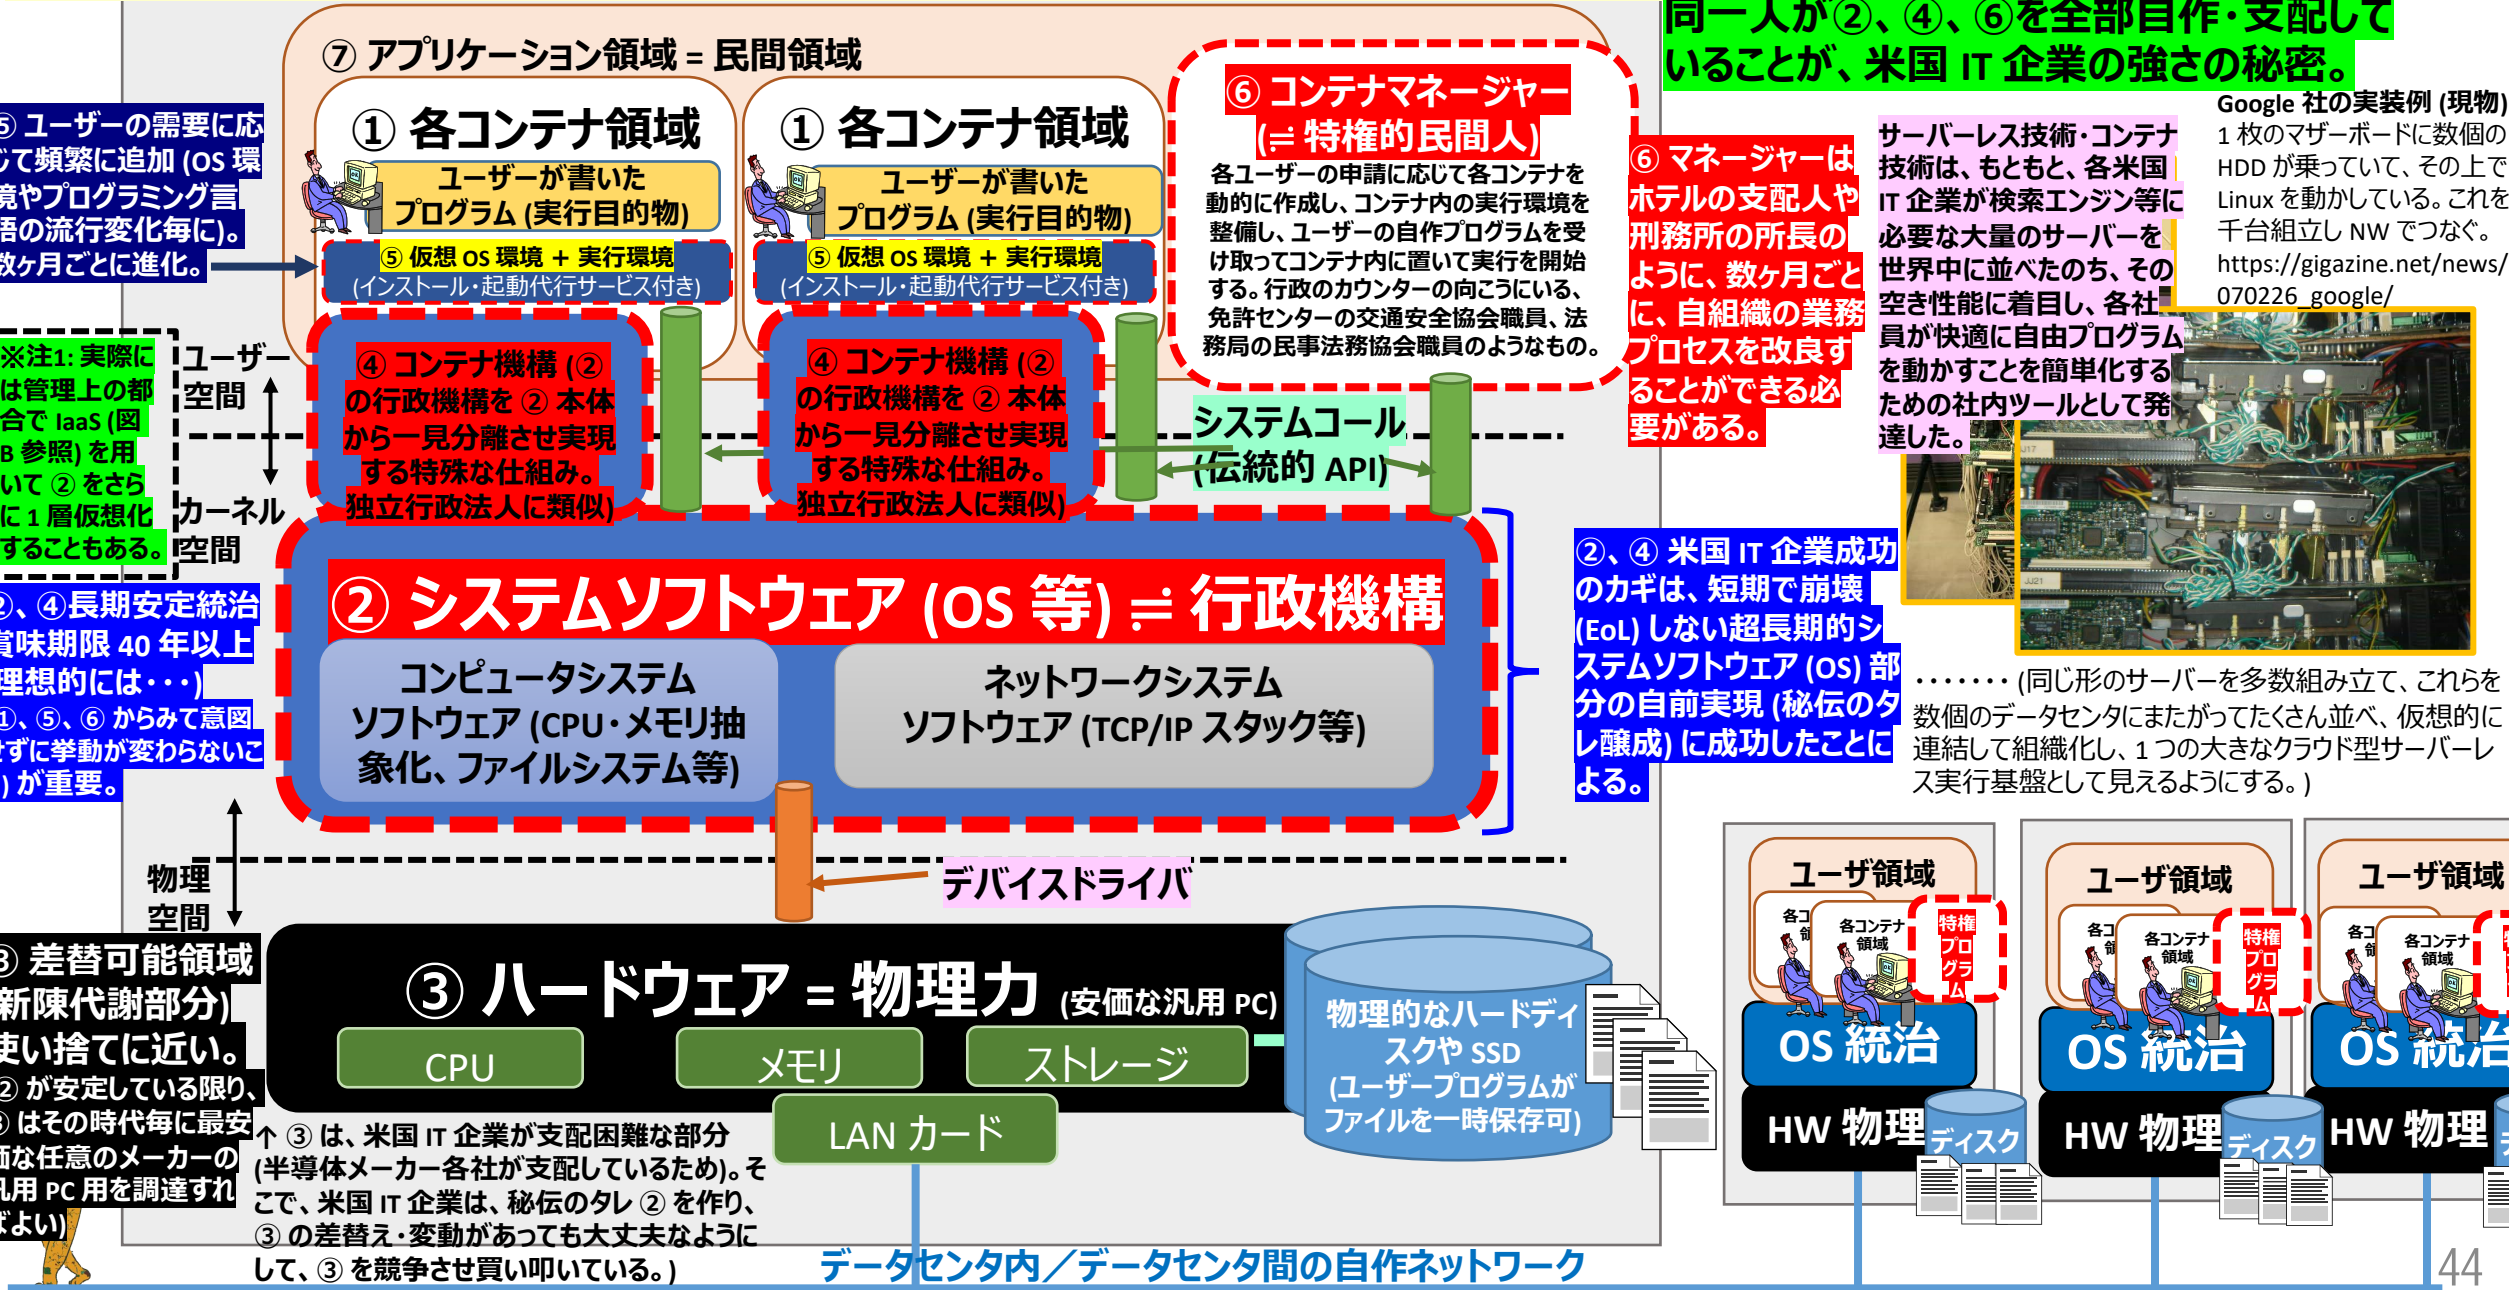 同一人が②、④、⑥を全部自作・支配して
いることが、米国 IT 企業の強さの秘密。
⑦ アプリケーション領域 = 民間領域
① 各コンテナ領域
ユーザーが書いた
プログラム (実行目的物)
⑤ 仮想 OS 環境 ＋ 実行環境
(インストール・起動代行サービス付き)
① 各コンテナ領域
ユーザーが書いた
プログラム (実行目的物)
⑤ 仮想 OS 環境 ＋ 実行環境
(インストール・起動代行サービス付き)
⑥ コンテナマネージャー
(≒ 特権的民間人)
各ユーザーの申請に応じて各コンテナを
動的に作成し、コンテナ内の実行環境を
整備し、ユーザーの自作プログラムを受
け取ってコンテナ内に置いて実行を開始
する。行政のカウンターの向こうにいる、
免許センターの交通安全協会職員、法
務局の民事法務協会職員のようなもの。
⑤ ユーザーの需要に応
じて頻繁に追加 (OS 環
境やプログラミング言
語の流行変化毎に)。
数ヶ月ごとに進化。
⑥ マネージャーは
ホテルの支配人や
刑務所の所長の
ように、数ヶ月ごと
に、自組織の業務
プロセスを改良す
ることができる必
要がある。
サーバーレス技術・コンテナ
技術は、もともと、各米国
IT 企業が検索エンジン等に
必要な大量のサーバーを
世界中に並べたのち、その
空き性能に着目し、各社
員が快適に自由プログラム
を動かすことを簡単化する
ための社内ツールとして発
達した。
Google 社の実装例 (現物)
1 枚のマザーボードに数個の
HDD が乗っていて、その上で
Linux を動かしている。これを
千台組立し NW でつなぐ。
https://gigazine.net/news/
070226_google/
※注1: 実際に
は管理上の都
合で IaaS (図
B 参照) を用
いて ② をさら
に 1 層仮想化
することもある。
ユーザー
空間
カーネル
空間
④ コンテナ機構 (②
の行政機構を ② 本体
から一見分離させ実現
する特殊な仕組み。
独立行政法人に類似)
④ コンテナ機構 (②
の行政機構を ② 本体
から一見分離させ実現
する特殊な仕組み。
独立行政法人に類似)
システムコール
(伝統的 API)
J17
JJ21
②、④長期安定統治
賞味期限 40 年以上
理想的には・・・)
①、⑤、⑥ からみて意図
せずに挙動が変わらないこ
) が重要。
② システムソフトウェア (OS 等) ≒ 行政機構
コンピュータシステム
ソフトウェア (CPU・メモリ抽
象化、ファイルシステム等)
ネットワークシステム
ソフトウェア (TCP/IP スタック等)
②、④ 米国 IT 企業成功
のカギは、短期で崩壊
(EoL) しない超長期的シ
ステムソフトウェア (OS) 部
分の自前実現 (秘伝のタ
レ醸成) に成功したことに
よる。
・・・・・・・ (同じ形のサーバーを多数組み立て、これらを
数個のデータセンタにまたがってたくさん並べ、仮想的に
連結して組織化し、1 つの大きなクラウド型サーバーレ
ス実行基盤として見えるようにする。)
物理
空間
デバイスドライバ
③ 差替可能領域
新陳代謝部分)
使い捨てに近い。
② が安定している限り、
③ はその時代毎に最安
価な任意のメーカーの
汎用 PC 用を調達すれ
ばよい)
③ ハードウェア = 物理力 (安価な汎用 PC)
CPU
メモリ
ストレージ
LAN カード
物理的なハードディ
スクや SSD
(ユーザープログラムが
ファイルを一時保存可)
↑ ③ は、米国 IT 企業が支配困難な部分
(半導体メーカー各社が支配しているため)。そ
こで、米国 IT 企業は、秘伝のタレ ② を作り、
③ の差替え・変動があっても大丈夫なように
して、③ を競争させ買い叩いている。)
データセンタ内／データセンタ間の自作ネットワーク
ユーザ領域
各コ
領
各コンテナ
領域
特権
プロ
グラ
ム
OS 統治
HW 物理
ディスク
ユーザ領域
各コ
領
各コンテナ
領域
特権
プロ
グラ
ム
OS 統治
HW 物理
ディスク
ユーザ領域
各コ
領
各コンテナ
領域
OS 統治
HW 物理
44